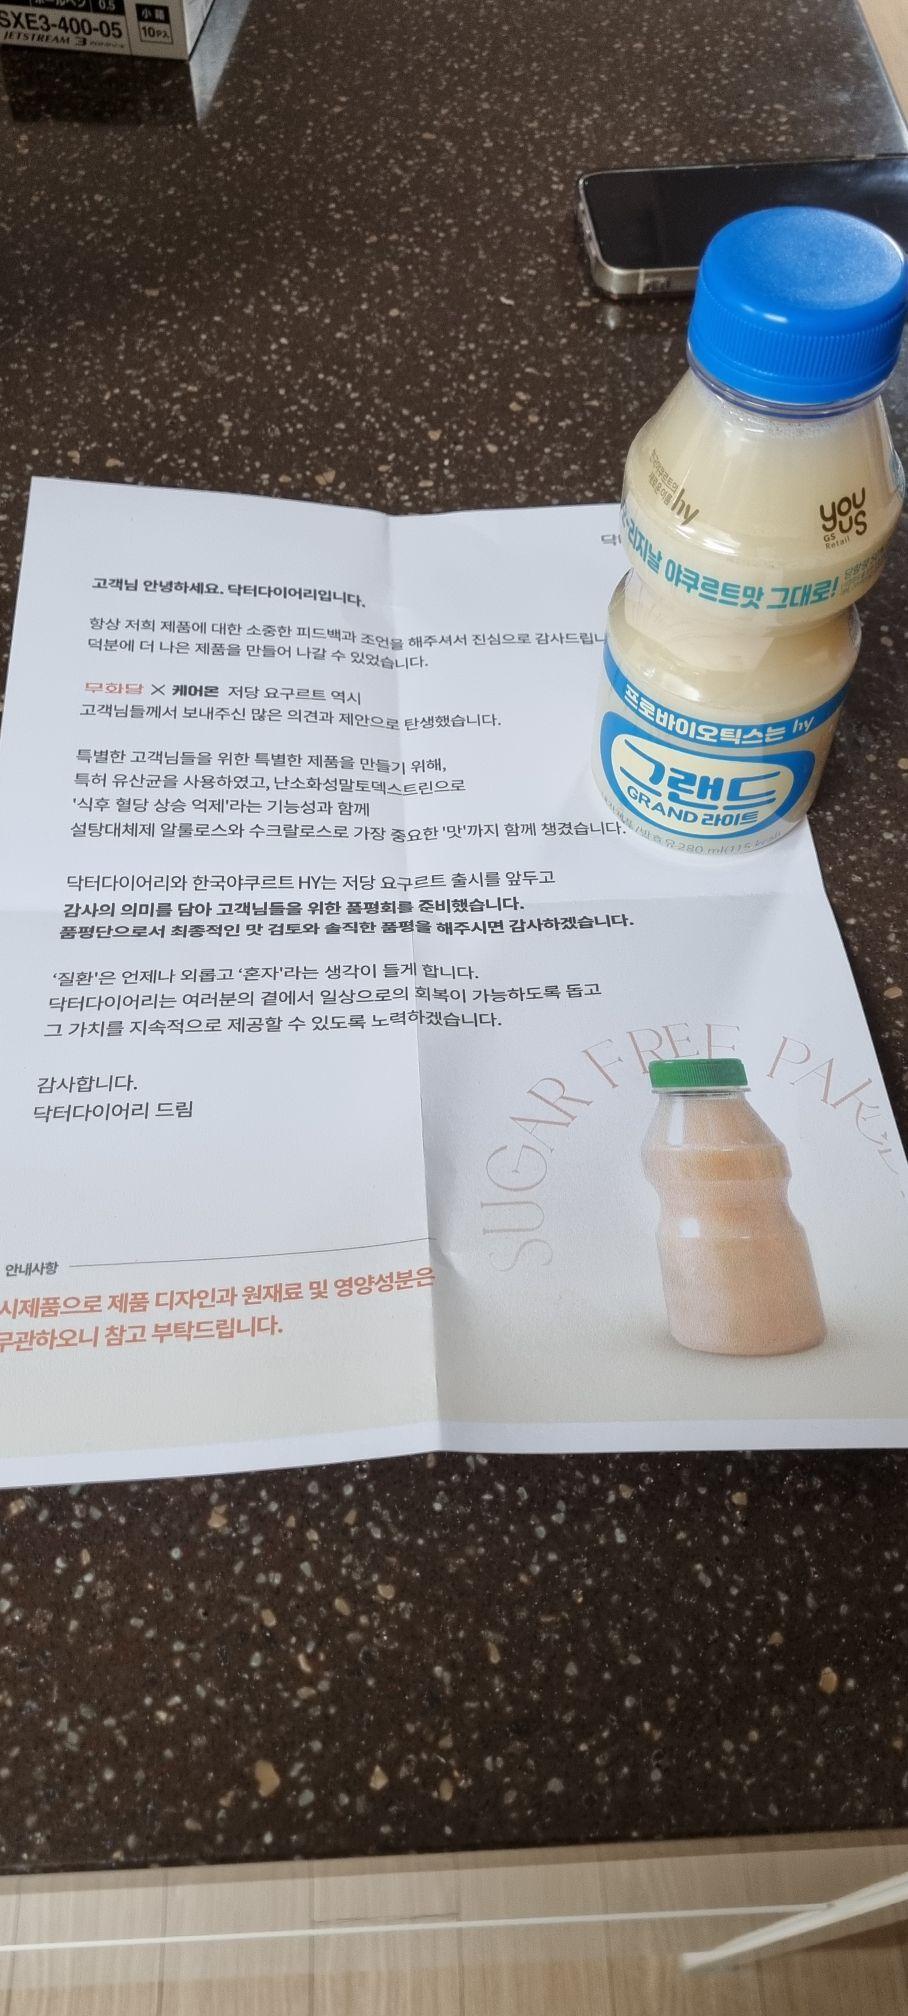 ボールペン 0.5
SXE3-400-05
JETSTREAM 3
小箱
10P入
hy
you
us
GS
Retail
리지날 야쿠르트맛 그대로!
프로바이오틱스는 hy
그랜드
GRAND 라이트
280 ml(115 kcal)
고객님 안녕하세요. 닥터다이어리입니다.
항상 저희 제품에 대한 소중한 피드백과 조언을 해주셔서 진심으로 감사드립니
덕분에 더 나은 제품을 만들어 나갈 수 있었습니다.
무화당 × 케어온 저당 요구르트 역시
고객님들께서 보내주신 많은 의견과 제안으로 탄생했습니다.
특별한 고객님들을 위한 특별한 제품을 만들기 위해,
특허 유산균을 사용하였고, 난소화성말토덱스트린으로
'식후 혈당 상승 억제'라는 기능성과 함께
설탕대체제 알룰로스와 수크랄로스로 가장 중요한 '맛'까지 함께 챙겼습니다.
닥터다이어리와 한국야쿠르트 HY는 저당 요구르트 출시를 앞두고
감사의 의미를 담아 고객님들을 위한 품평회를 준비했습니다.
품평단으로서 최종적인 맛 검토와 솔직한 품평을 해주시면 감사하겠습니다.
'질환'은 언제나 외롭고 '혼자'라는 생각이 들게 합니다.
닥터다이어리는 여러분의 곁에서 일상으로의 회복이 가능하도록 돕고
그 가치를 지속적으로 제공할 수 있도록 노력하겠습니다.
감사합니다.
닥터다이어리 드림
SUGAR FREE
안내사항
시제품으로 제품 디자인과 원재료 및 영양성분은
무관하오니 참고 부탁드립니다.